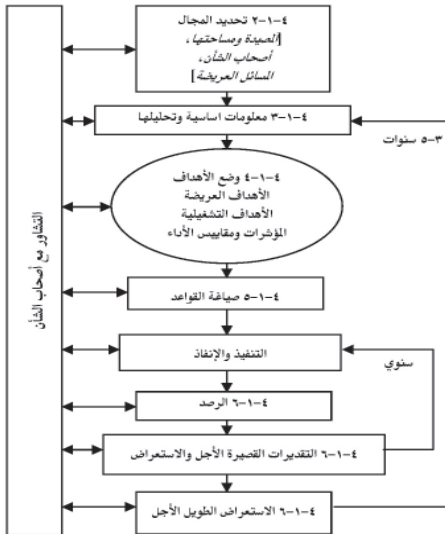 ٤-١-٢ تحديد المجال
[المصيدة ومساحتها،
أصحاب الشأن،
المسائل العريضة]
٤-١-٣ معلومات اساسية وتحليلها
٣-٥ سنوات
٤-١-٤ وضع الأهداف
الأهداف العريضة
الأهداف التشغيلية
المؤشرات ومقاييس الأداء
التشاور مع أصحاب الشأن
٤-١-٥ صياغة القواعد
التنفيذ والإنفاذ
سنوي
٤-١-٦ الرصد
٤-١-٦ التقديرات القصيرة الأجل والاستعراض
٤-١-٦ الاستعراض الطويل الأجل